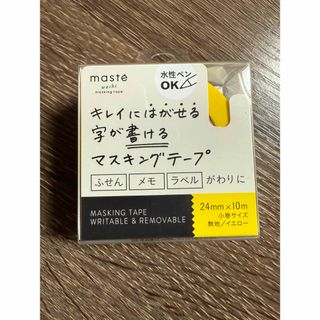 masté
washi
masking tape
水性ペン
OK
キレイにはがせる
字が書ける
マスキングテープ
ふせん メモ ラベル がわりに
MASKING TAPE
WRITABLE & REMOVABLE
24mm×10m
小巻サイズ
無地/イエロー